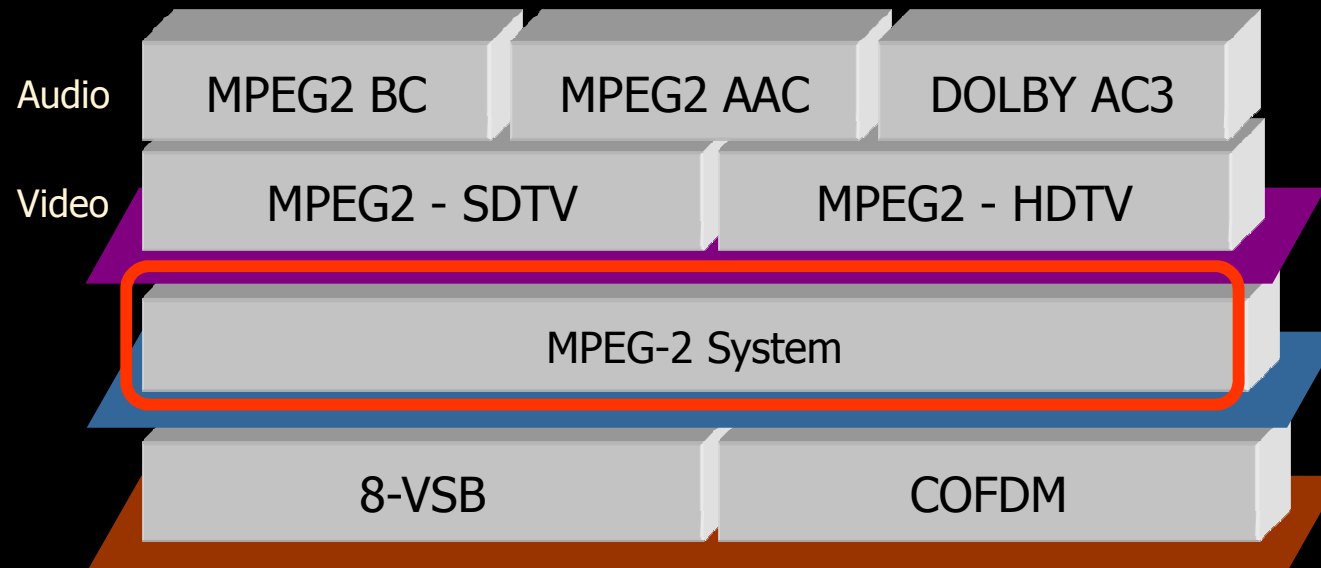 Audio MPEG2 BC MPEG2 AAC DOLBY AC3
Video MPEG2 - SDTV MPEG2 - HDTV
MPEG-2 System
8-VSB COFDM